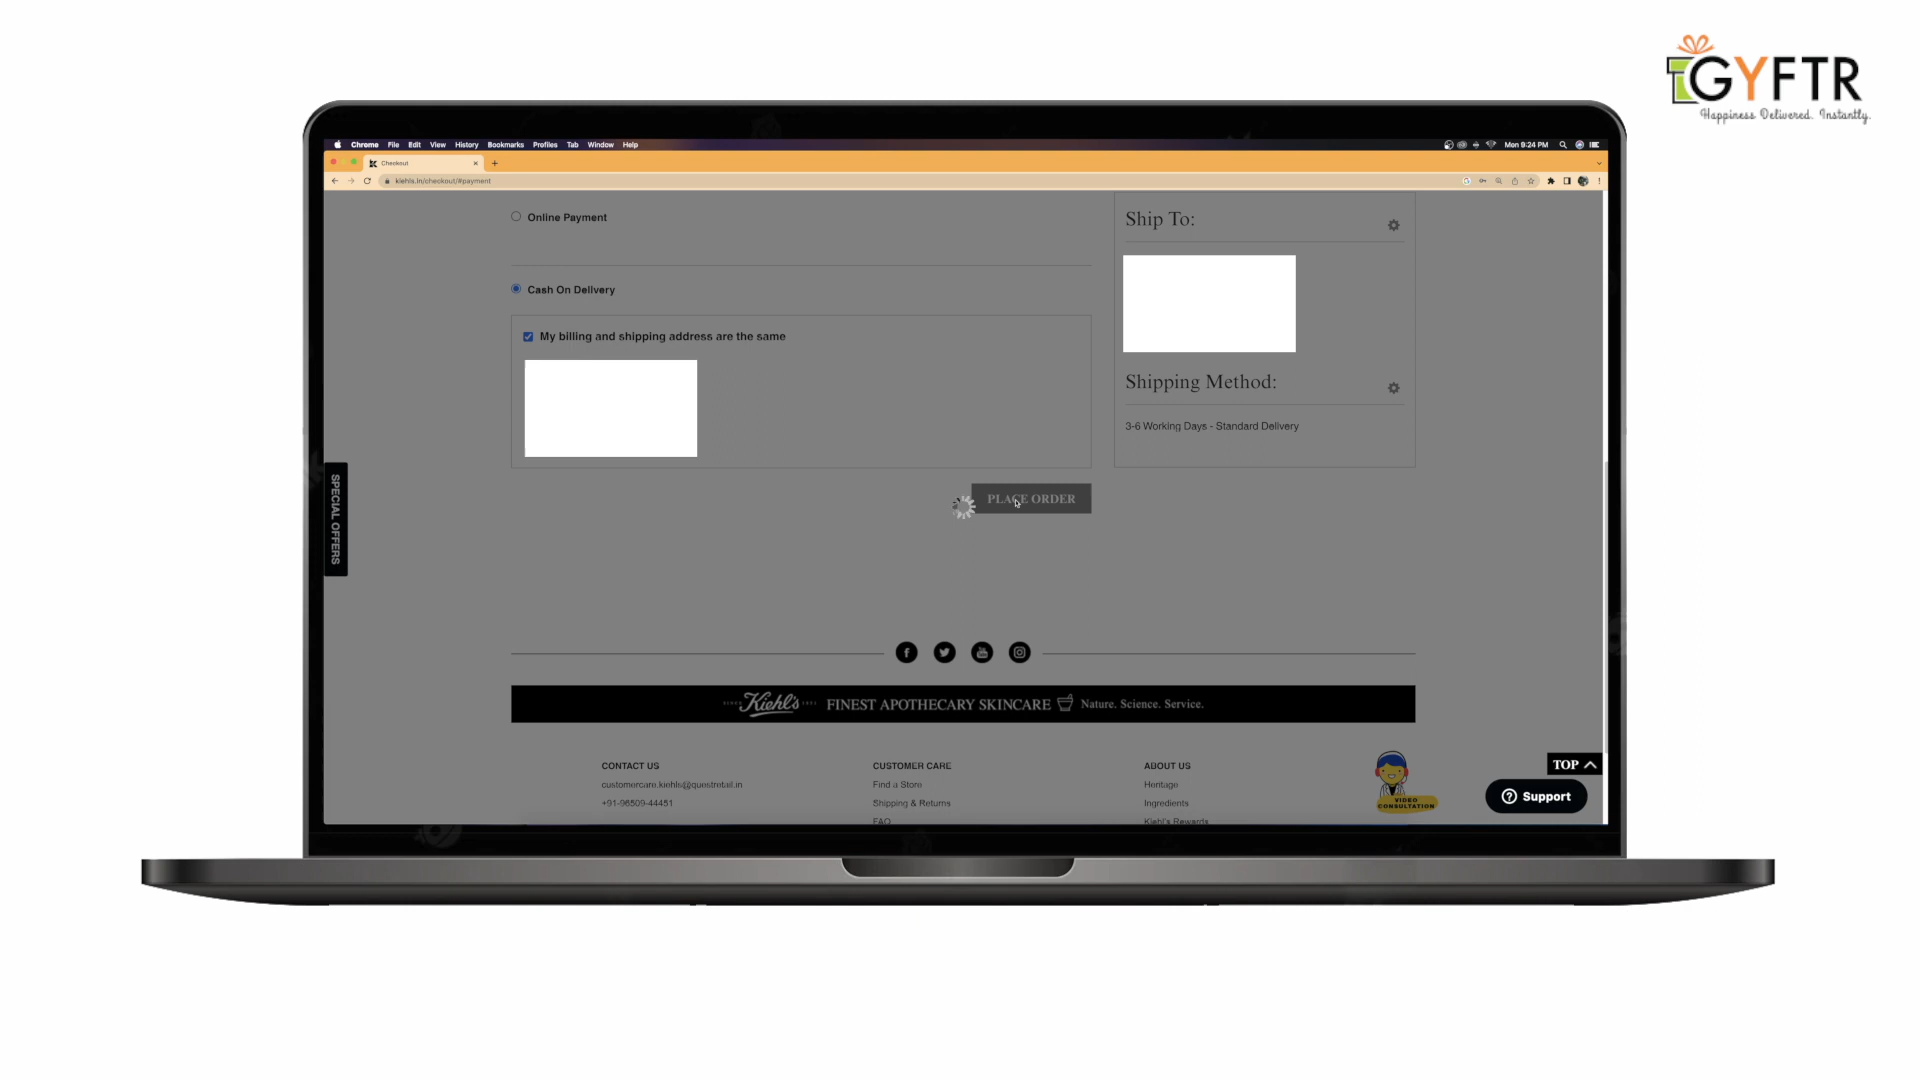 GYFTR
Happiness Delivered. Instantly.
Chrome File Edit View History Bookmarks Profiles Tab Window Help
Mon 9:24 PM
Checkout
kiehls.in/checkout/#payment
Online Payment
Ship To:
Cash On Delivery
My billing and shipping address are the same
Shipping Method:
3-6 Working Days - Standard Delivery
SPECIAL OFFERS
PLACE ORDER
Kiehl's FINEST APOTHECARY SKINCARE Nature. Science. Service.
CONTACT US
customercare.kiehls@questretail.in
+91-96509-44451
CUSTOMER CARE
Find a Store
Shipping & Returns
FAQ
ABOUT US
Heritage
Ingredients
Kiehl's Rewards
VIDEO
CONSULTATION
TOP
Support